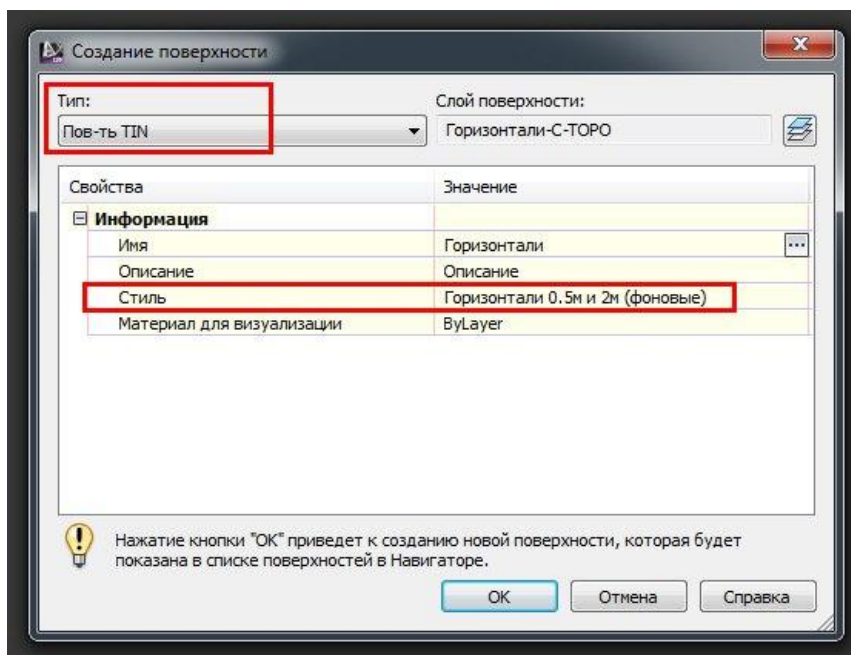 Создание поверхности
Тип:
Слой поверхности:
Пов-ть TIN
Горизонтали-C-TOPO
Свойства
Значение
Информация
Имя
Горизонтали
...
Описание
Описание
Стиль
Горизонтали 0.5м и 2м (фоновые)
Материал для визуализации
ByLayer
Нажатие кнопки "ОК" приведет к созданию новой поверхности, которая будет
показана в списке поверхностей в Навигаторе.
ОК
Отмена
Справка